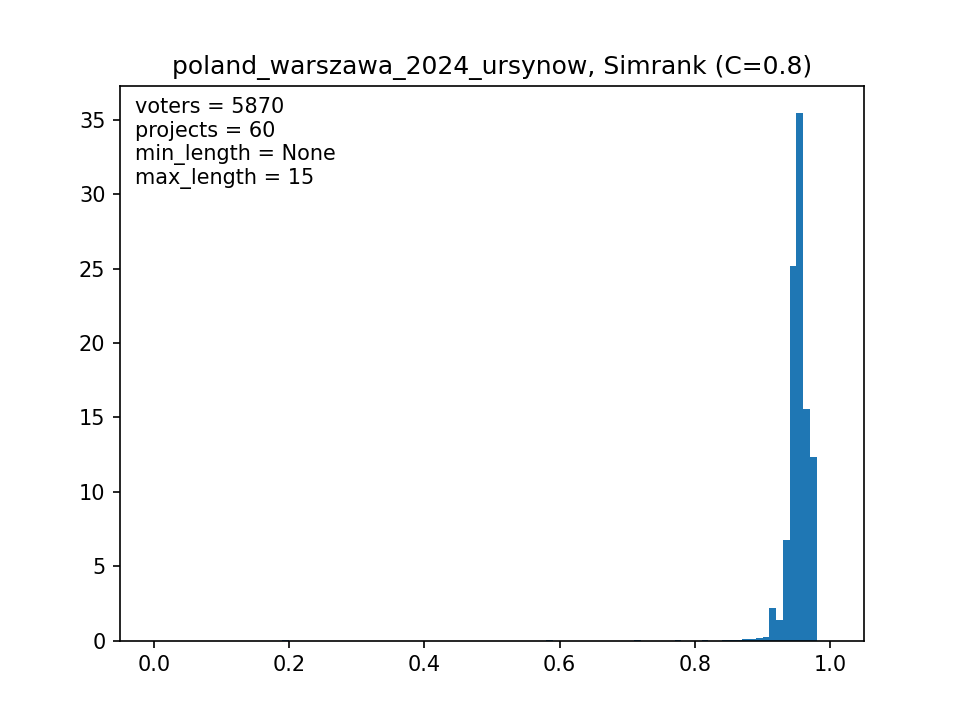 poland_warszawa_2024_ursynow, Simrank (C=0.8)
voters = 5870
projects = 60
min_length = None
max_length = 15
35
30
25
20
15
10
5
0
0.0 0.2 0.4 0.6 0.8 1.0